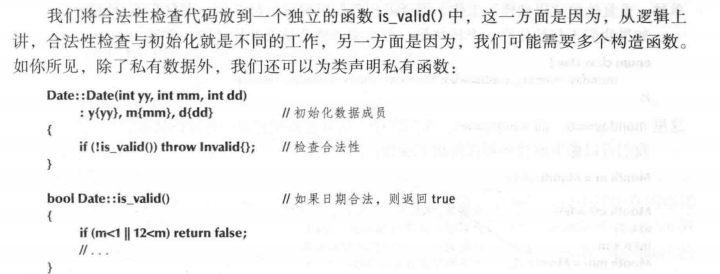 我们将合法性检查代码放到一个独立的函数 is_valid() 中，这一方面是因为，从逻辑上
讲，合法性检查与初始化就是不同的工作，另一方面是因为，我们可能需要多个构造函数。
如你所见，除了私有数据外，我们还可以为类声明私有函数：
Date::Date(int yy, int mm, int dd)
: y{yy}, m{mm}, d{dd} // 初始化数据成员
{
if (!is_valid()) throw Invalid{}; // 检查合法性
}
bool Date::is_valid() // 如果日期合法，则返回 true
{
if (m<1 || 12<m) return false;
// . . .
}